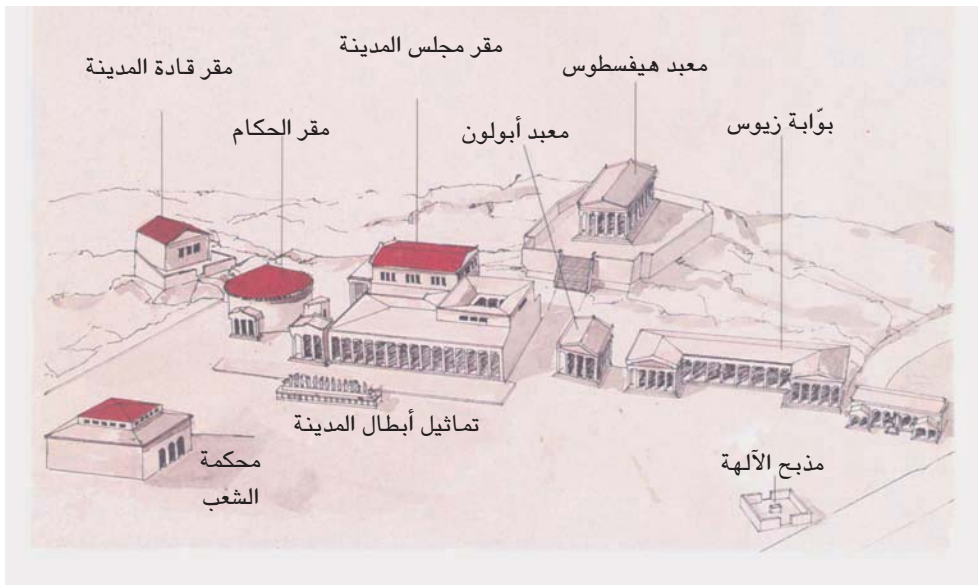 مقر مجلس المدينة
معبد هيفسطوس
مقر قادة المدينة
بوّابة زيوس
معبد أبولون
مقر الحكام
تماثيل أبطال المدينة
محكمة
الشعب
مذبح الآلهة